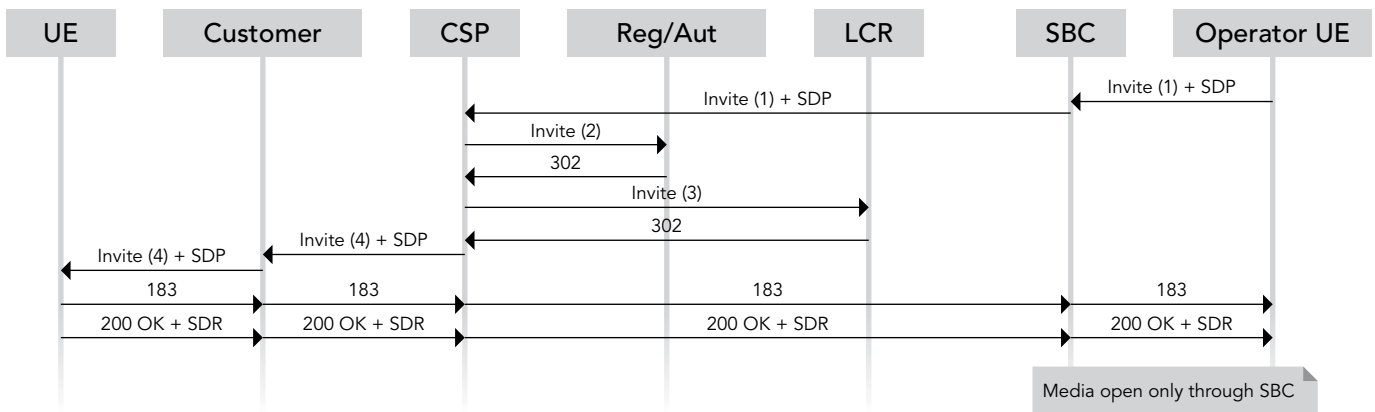 UE Customer CSP Reg/Aut LCR SBC Operator UE
Invite (1) + SDP
Invite (1) + SDP
Invite (2)
302
Invite (3)
302
Invite (4) + SDP
Invite (4) + SDP
183 183 183 183
200 OK + SDR 200 OK + SDR 200 OK + SDR 200 OK + SDR
Media open only through SBC